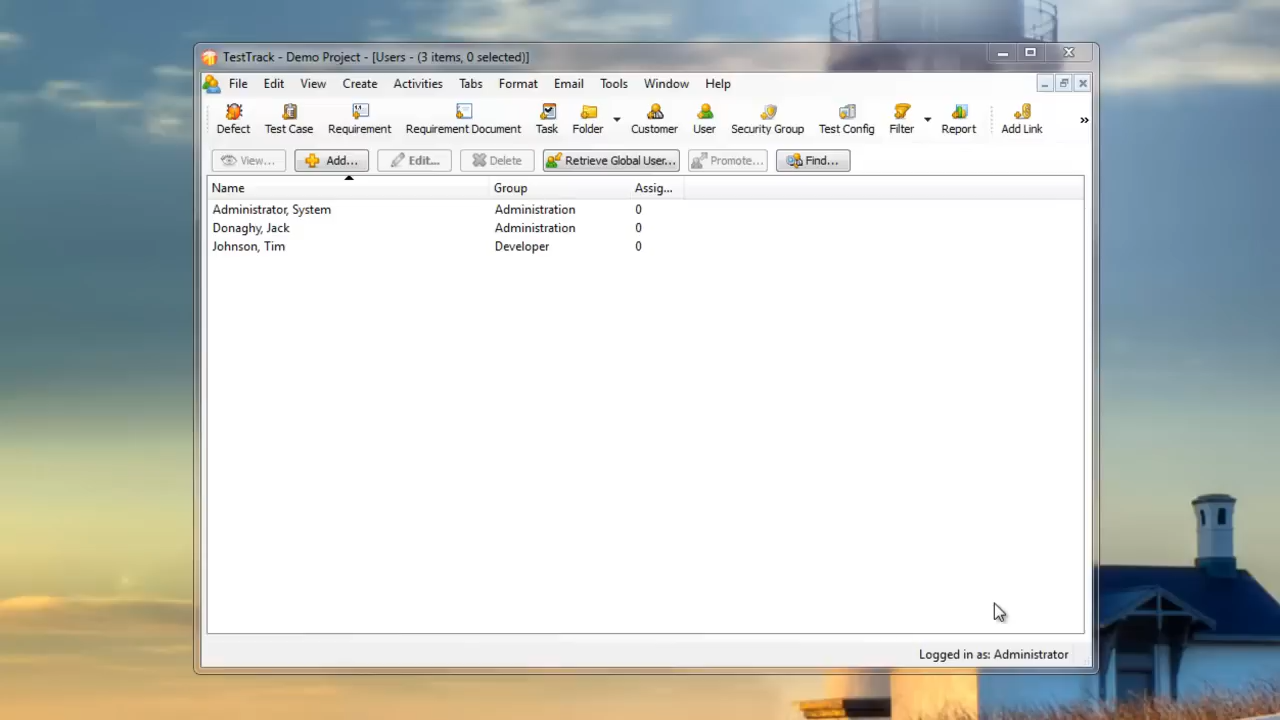 TestTrack - Demo Project - [Users - (3 items, 0 selected)]
File Edit View Create Activities Tabs Format Email Tools Window Help
Defect Test Case Requirement Requirement Document Task Folder Customer User Security Group Test Config Filter Report Add Link »
View... Add... Edit... Delete Retrieve Global User... Promote... Find...
Name Group Assig...
Administrator, System Administration 0
Donaghy, Jack Administration 0
Johnson, Tim Developer 0
Logged in as: Administrator